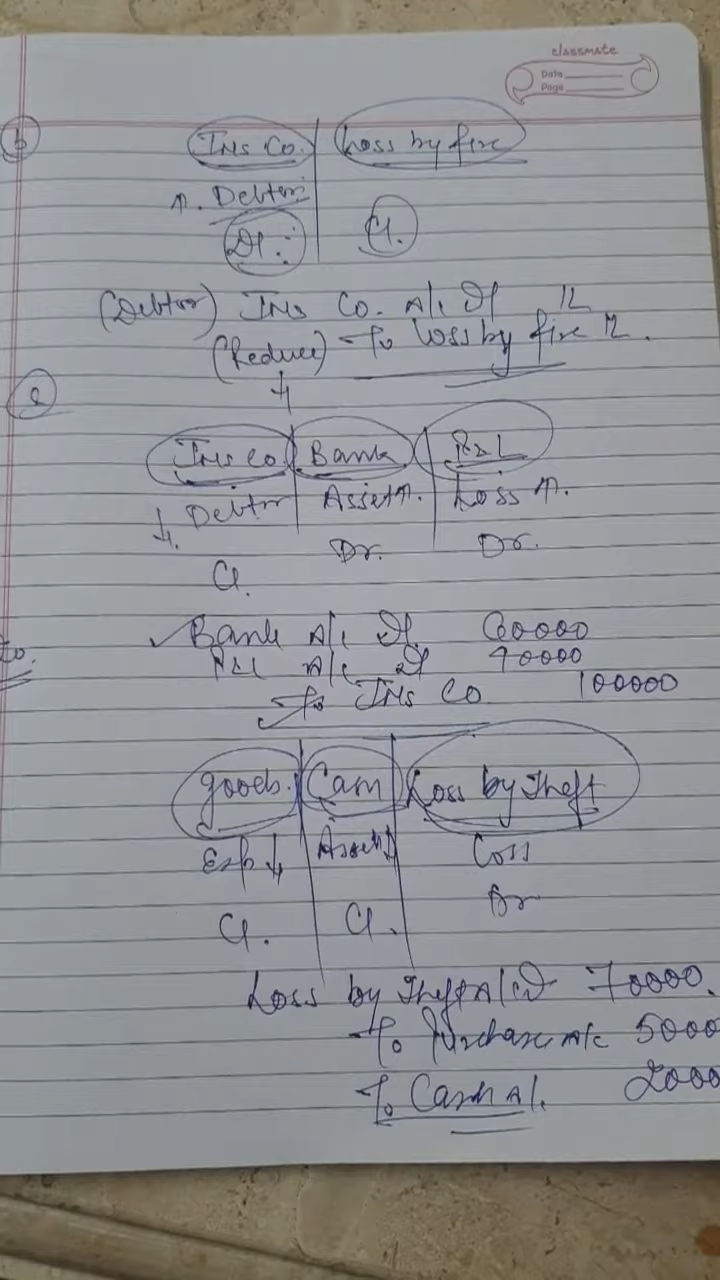 classmate
Date
Page
b
Ins Co. Loss by fire
↑. Debtor
Dr. Cr.
(Debtor) Ins Co. A/c Dr 1L
(Reduce) To Loss by fire 1L.
↓
c
Ins Co Bank P&L
↓ Debtor Asset↑. Loss ↑.
Cr. Dr. Dr.
✓ Bank A/c Dr. 60000
P&L A/c Dr 40000
To Ins Co 100000
goods. Cash Loss by Theft
Exp ↓ Asset↓ Loss
Cr. Cr. Dr
Loss by Theft A/c Dr 70000.
To Purchase A/c 5000
To Cash A/c 2000